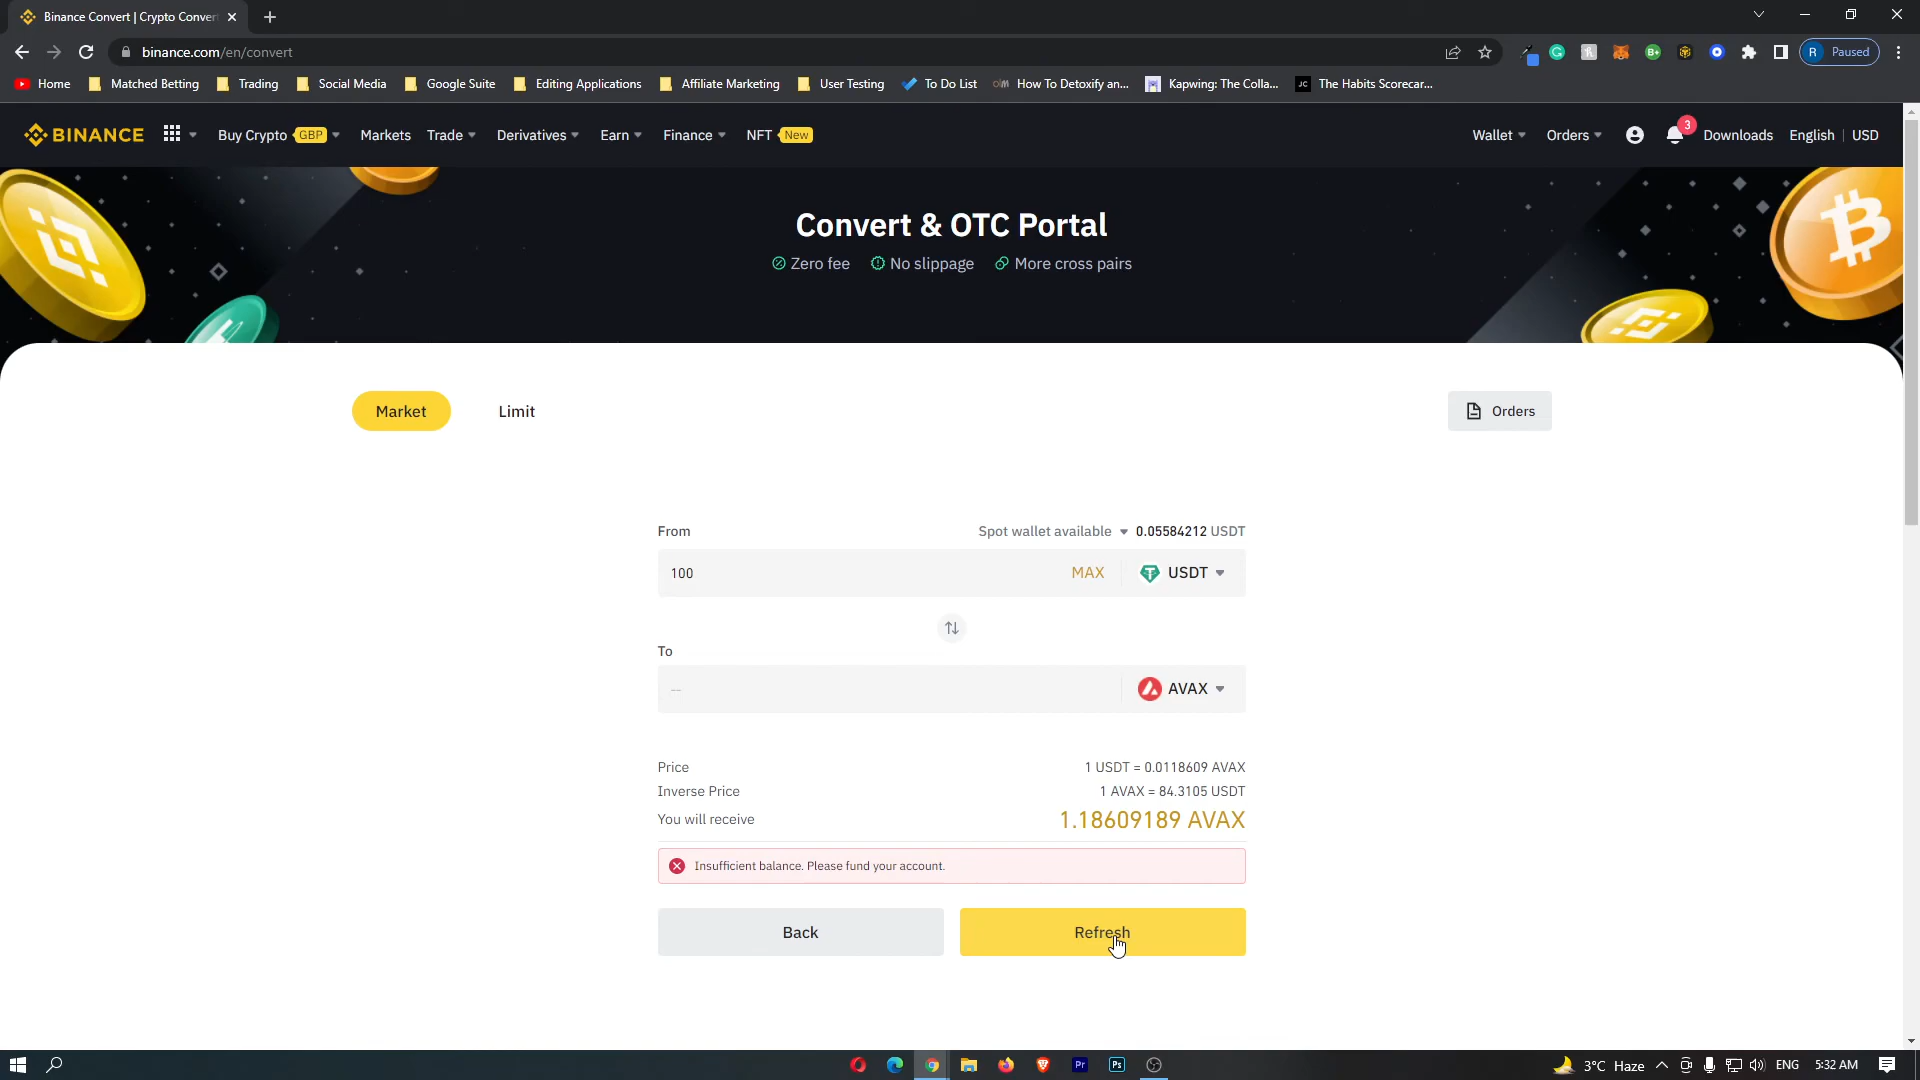 Binance Convert | Crypto Conver
binance.com/en/convert
R Paused
Home Matched Betting Trading Social Media Google Suite Editing Applications Affiliate Marketing User Testing To Do List How To Detoxify an... Kapwing: The Colla... JC The Habits Scorecar...
BINANCE Buy Crypto GBP Markets Trade Derivatives Earn Finance NFT New Wallet Orders 3 Downloads English USD
Convert & OTC Portal
Zero fee No slippage More cross pairs
Market Limit Orders
From Spot wallet available 0.05584212 USDT
100 MAX USDT
To
-- AVAX
Price 1 USDT = 0.0118609 AVAX
Inverse Price 1 AVAX = 84.3105 USDT
You will receive 1.18609189 AVAX
Insufficient balance. Please fund your account.
Back Refresh
Pr Ps 3°C Haze ENG 5:32 AM